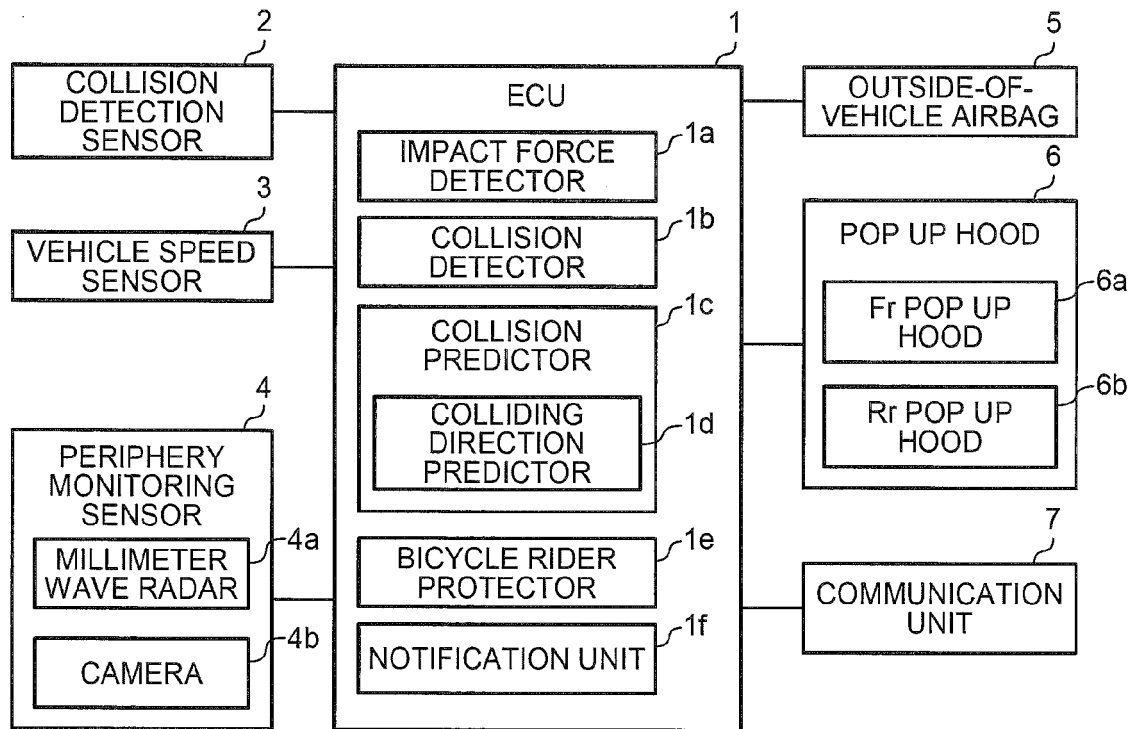 2
COLLISION
DETECTION
SENSOR
3
VEHICLE SPEED
SENSOR
4
PERIPHERY
MONITORING
SENSOR
4a
MILLIMETER
WAVE RADAR
4b
CAMERA
1
ECU
1a
IMPACT FORCE
DETECTOR
1b
COLLISION
DETECTOR
1c
COLLISION
PREDICTOR
1d
COLLIDING
DIRECTION
PREDICTOR
1e
BICYCLE RIDER
PROTECTOR
1f
NOTIFICATION UNIT
5
OUTSIDE-OF-
VEHICLE AIRBAG
6
POP UP HOOD
6a
Fr POP UP
HOOD
6b
Rr POP UP
HOOD
7
COMMUNICATION
UNIT